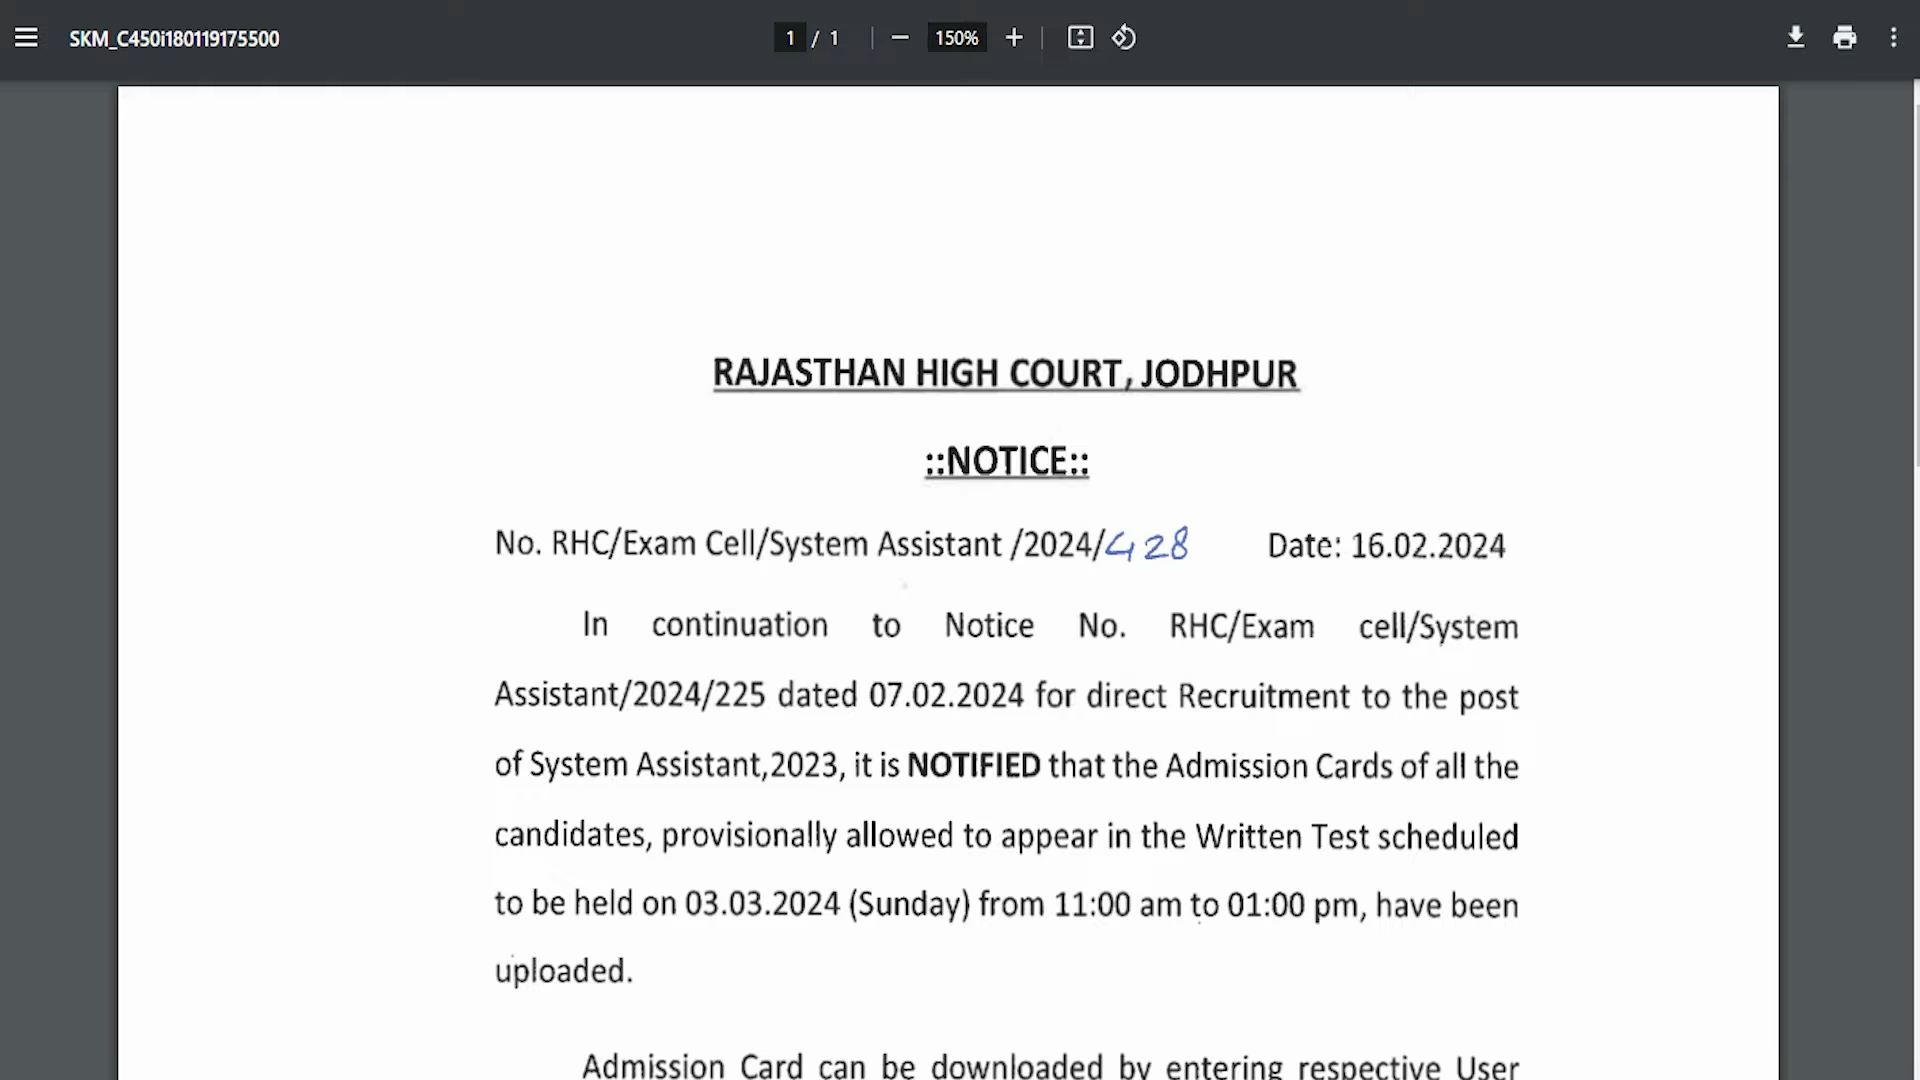 SKM_C450i180119175500
1 / 1
150%
RAJASTHAN HIGH COURT, JODHPUR
::NOTICE::
No. RHC/Exam Cell/System Assistant /2024/428 Date: 16.02.2024
In continuation to Notice No. RHC/Exam cell/System
Assistant/2024/225 dated 07.02.2024 for direct Recruitment to the post
of System Assistant,2023, it is NOTIFIED that the Admission Cards of all the
candidates, provisionally allowed to appear in the Written Test scheduled
to be held on 03.03.2024 (Sunday) from 11:00 am to 01:00 pm, have been
uploaded.
Admission Card can be downloaded by entering respective User